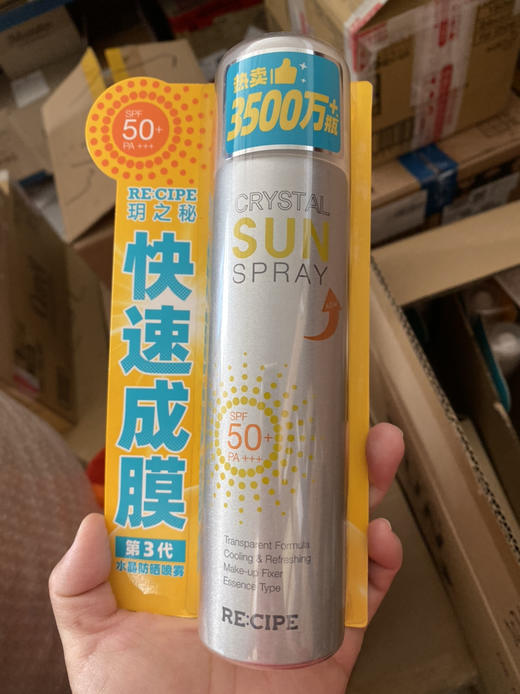 热卖
3500万+瓶
SPF
50+
PA +++
RE:CIPE
玥之秘
快速成膜
第3代
水晶防晒喷雾
CRYSTAL
SUN
SPRAY
SPF
50+
PA +++
Transparent Formula
Cooling & Refreshing
Make-up Fixer
Essence Type
RE:CIPE